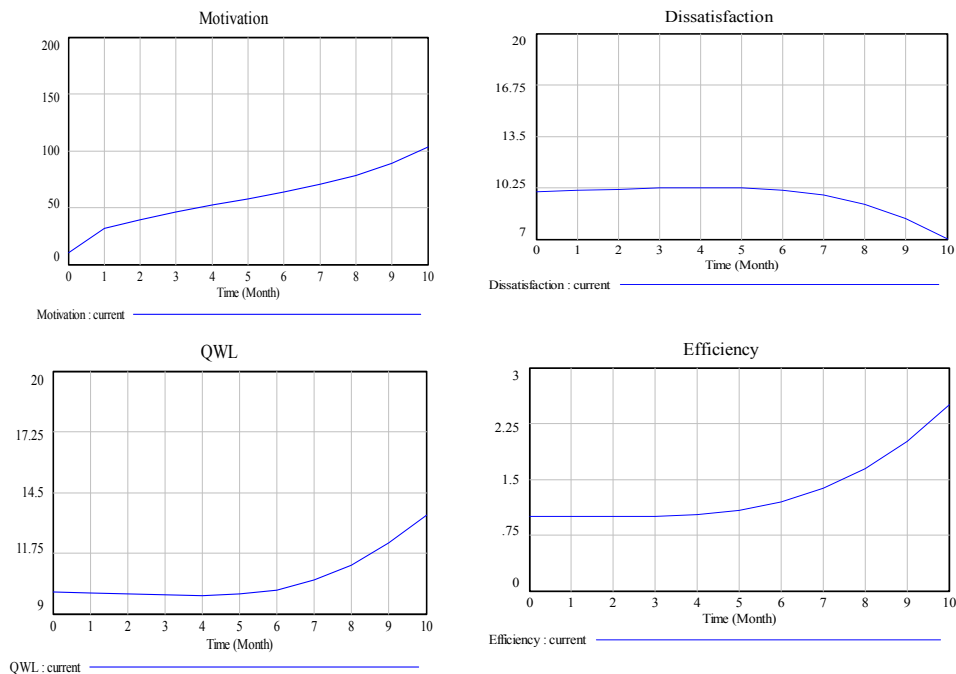 Motivation
200
150
100
50
0
0 1 2 3 4 5 6 7 8 9 10
Time (Month)
Motivation : current
Dissatisfaction
20
16.75
13.5
10.25
7
0 1 2 3 4 5 6 7 8 9 10
Time (Month)
Dissatisfaction : current
QWL
20
17.25
14.5
11.75
9
0 1 2 3 4 5 6 7 8 9 10
Time (Month)
QWL : current
Efficiency
3
2.25
1.5
.75
0
0 1 2 3 4 5 6 7 8 9 10
Time (Month)
Efficiency : current